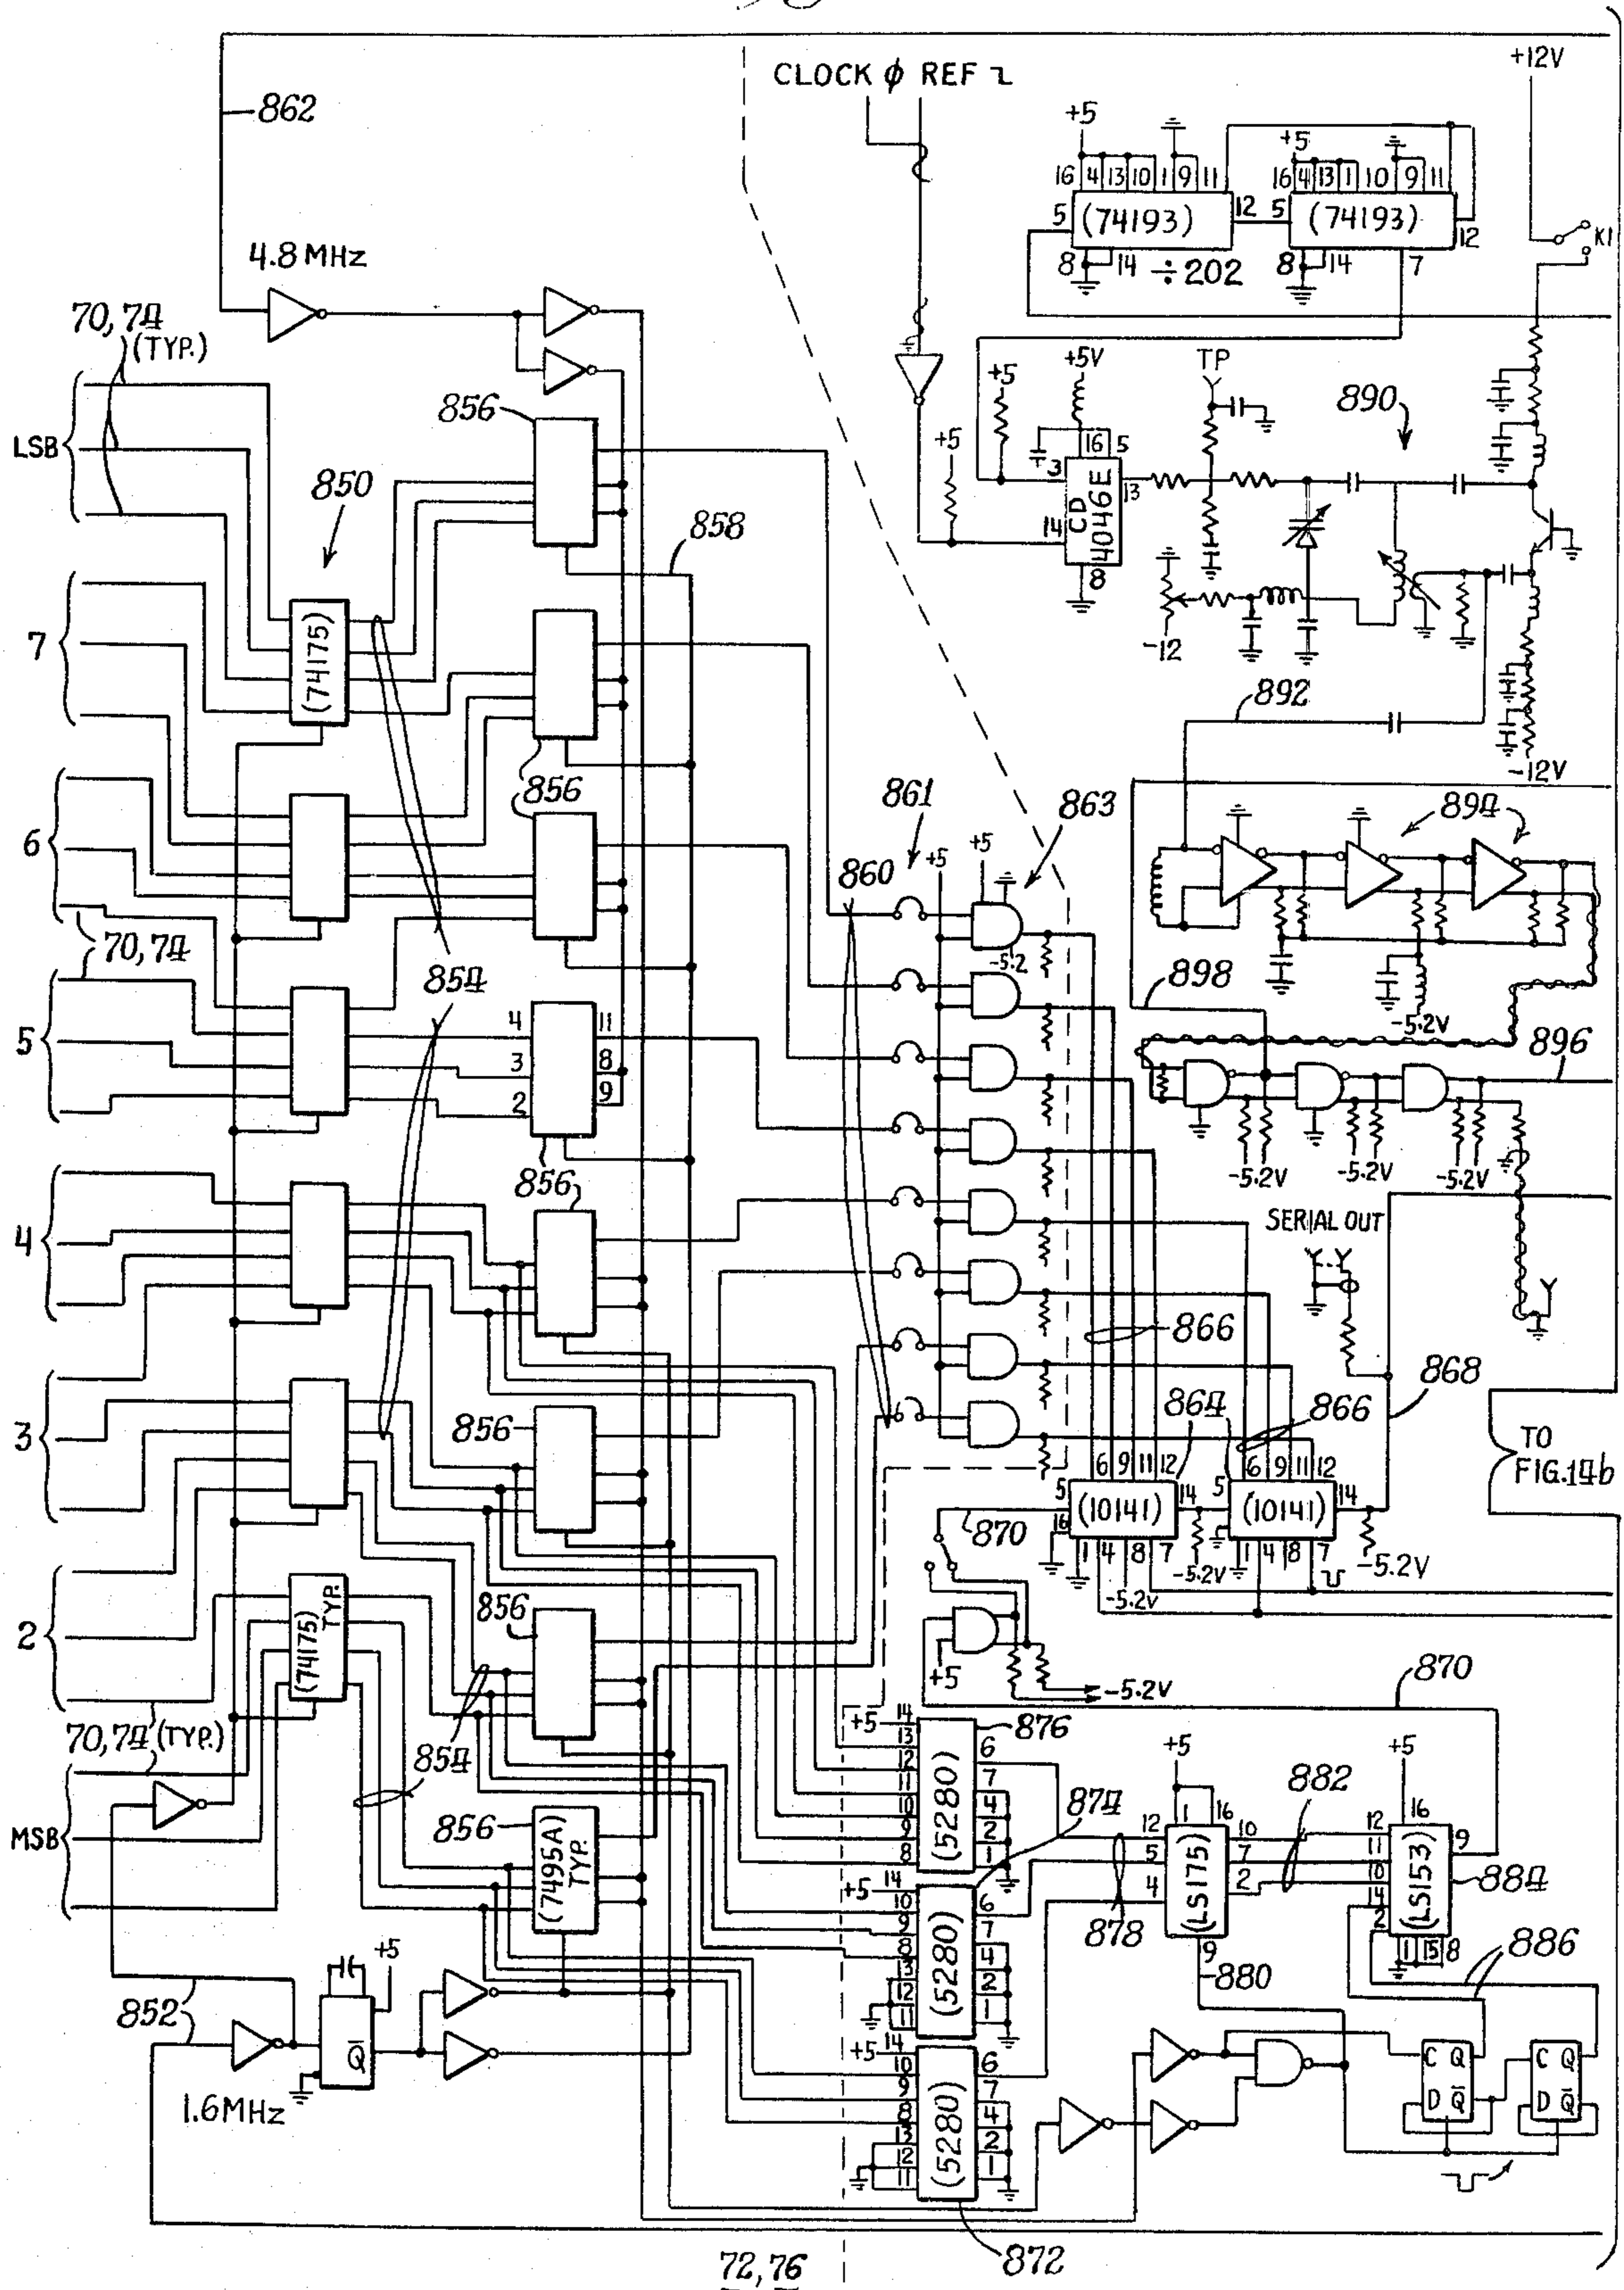 CLOCK ϕ REF 2
+12V
862
+5
+5
16 4 13 10 1 9 11
16 4 13 1 10 9 11
5 (74193) 12
5 (74193) 12
K1
8 14 ÷202
8 14 7
4.8 MHz
70, 74
(TYP.)
LSB
856
850
858
+5
+5V
TP
890
+5
16 5
3
CD
4046E
13
14
8
-12
7
(74175)
892
-12V
856
6
861
863
894
860
+5
+5
-5.2
70, 74
854
898
-5.2V
896
5
4
3
2
11
8
9
856
-5.2V
-5.2V
-5.2V
4
SERIAL OUT
866
868
TO
FIG.14b
3
856
864
866
6 9 11 12
6 9 11 12
5 (10141) 14
5 (10141) 14
16
1 4 8 7
1 4 8 7
870
-5.2V
-5.2V
-5.2V
2
(74175)
TYP.
856
+5
-5.2V
870
70, 74 (TYP.)
854
MSB
856
(7495A)
TYP.
+5
14
13
12
11
10
9
8
(5280)
6
7
4
2
1
876
874
+5
14
10
9
8
13
12
11
(5280)
6
7
4
2
1
878
+5
1 16
12
5
4
(LS175)
10
7
2
9
880
882
+5
16
12
11
10
14
2
(LS153)
9
1 15 8
884
886
852
+5
Q̄
1.6MHz
+5
14
10
9
8
13
12
11
(5280)
6
7
4
2
1
872
C Q
D Q̄
C Q
D Q̄
72, 76